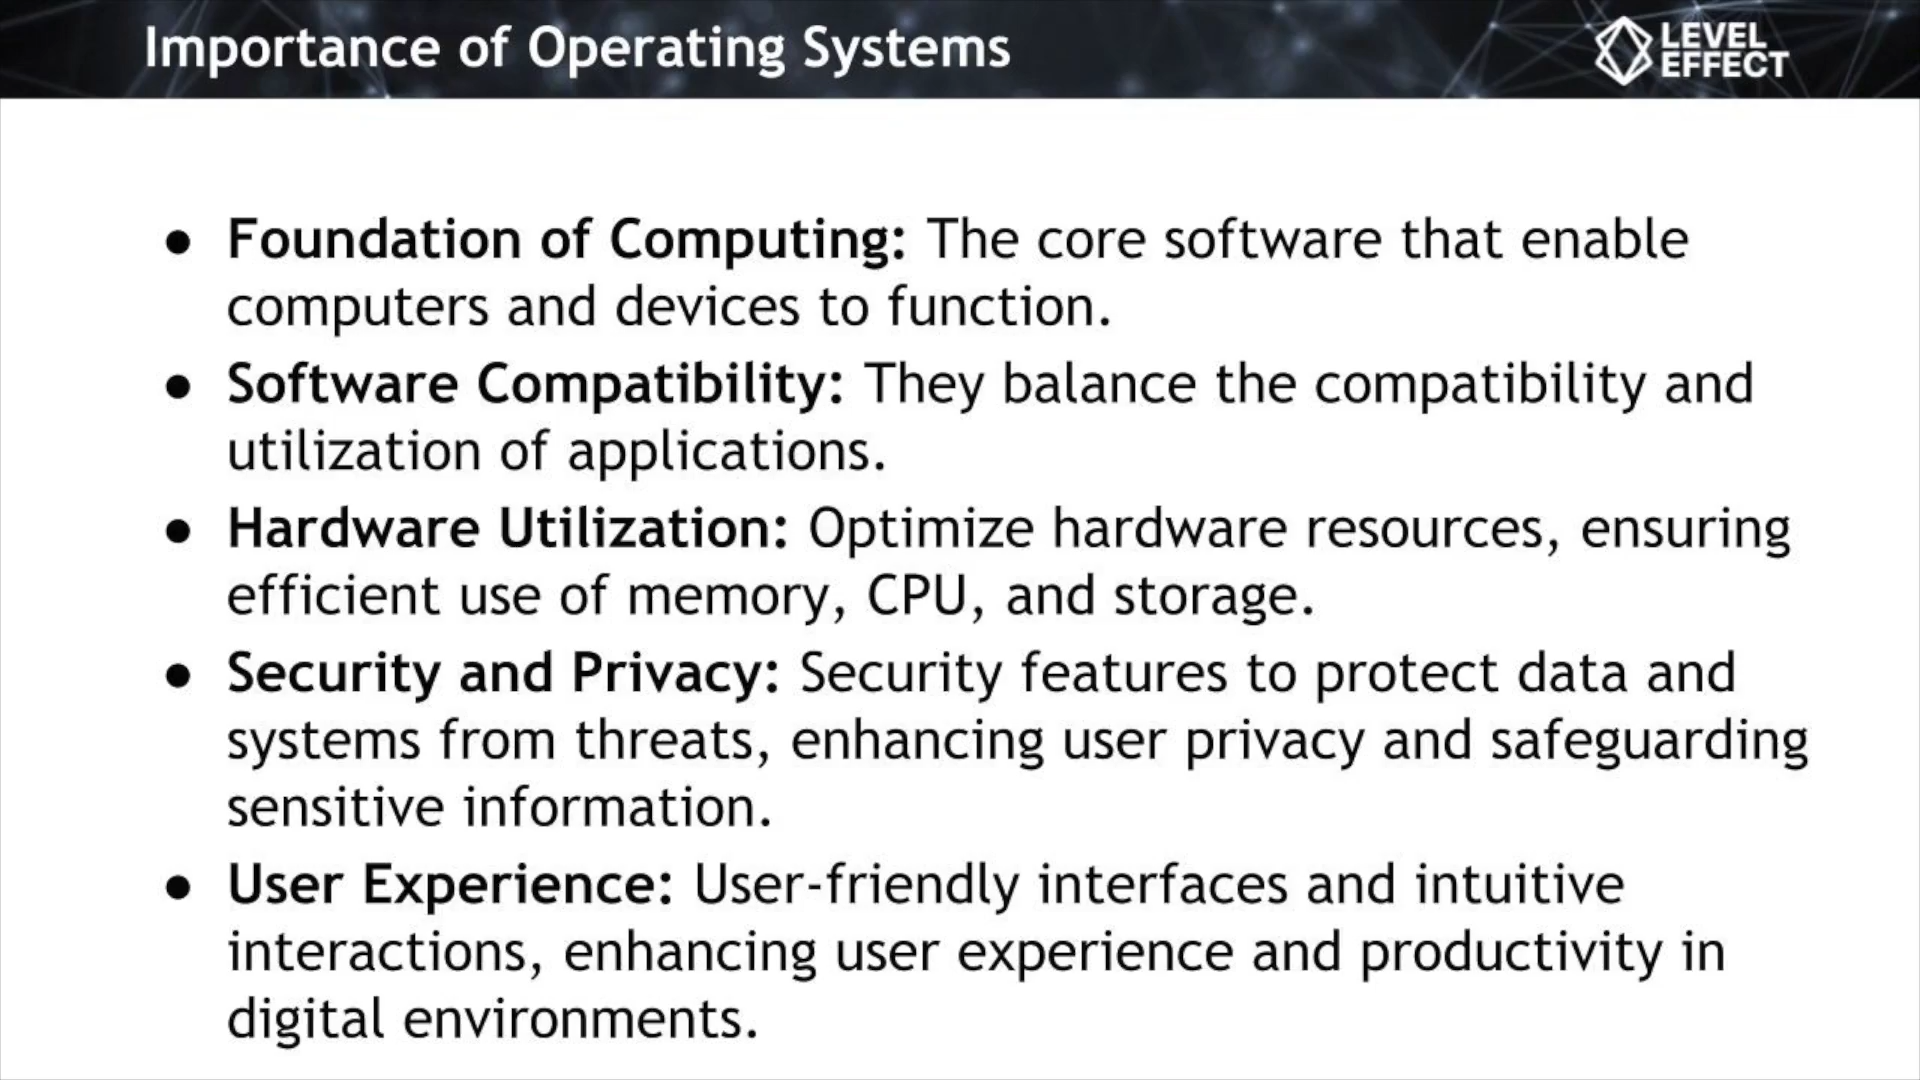 Importance of Operating Systems
LEVEL
EFFECT
● Foundation of Computing: The core software that enable
computers and devices to function.
● Software Compatibility: They balance the compatibility and
utilization of applications.
● Hardware Utilization: Optimize hardware resources, ensuring
efficient use of memory, CPU, and storage.
● Security and Privacy: Security features to protect data and
systems from threats, enhancing user privacy and safeguarding
sensitive information.
● User Experience: User-friendly interfaces and intuitive
interactions, enhancing user experience and productivity in
digital environments.